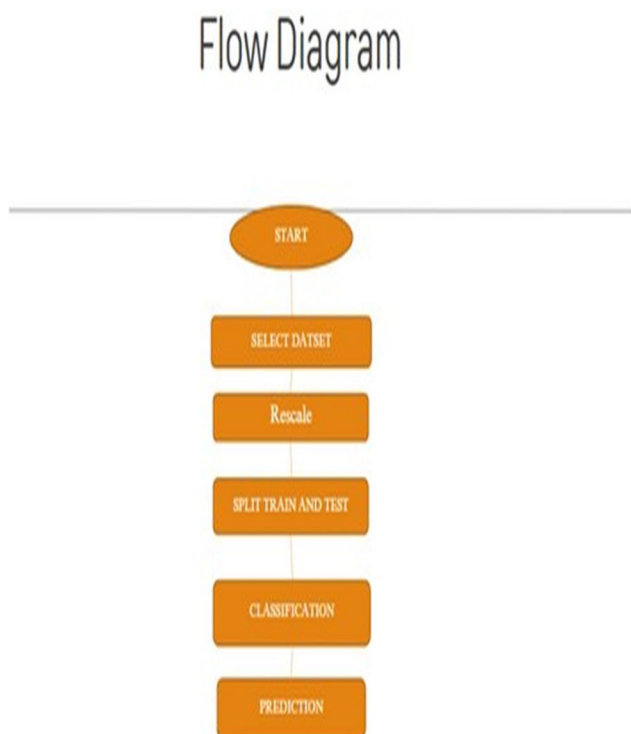 Flow Diagram
START
SELECT DATSET
Rescale
SPLIT TRAIN AND TEST
CLASSIFICATION
PREDICTION